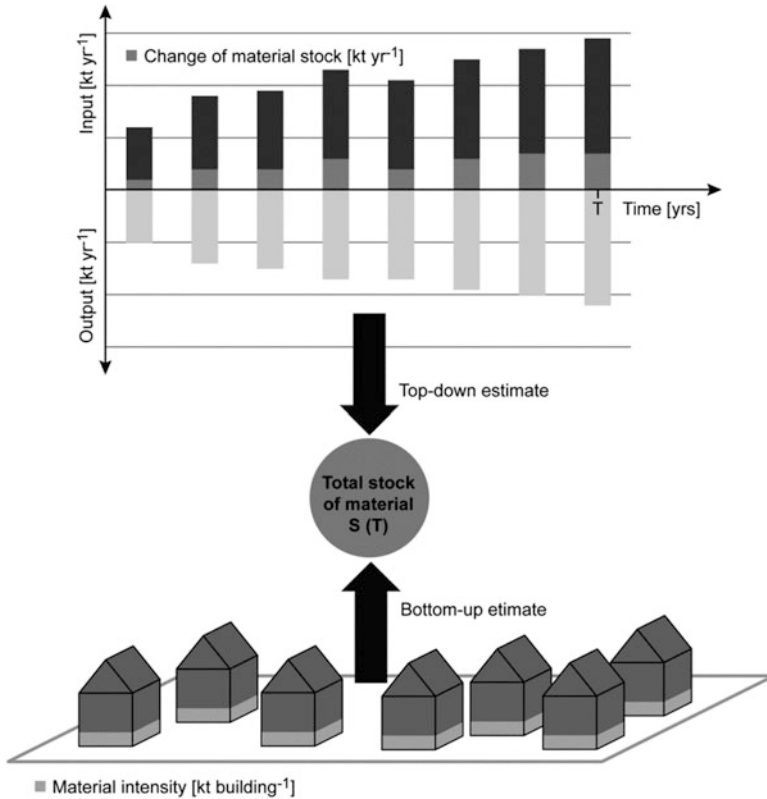 Change of material stock [kt yr⁻¹]
Input [kt yr⁻¹]
T Time [yrs]
Output [kt yr⁻¹]
Top-down estimate
Total stock
of material
S (T)
Bottom-up etimate
Material intensity [kt building⁻¹]